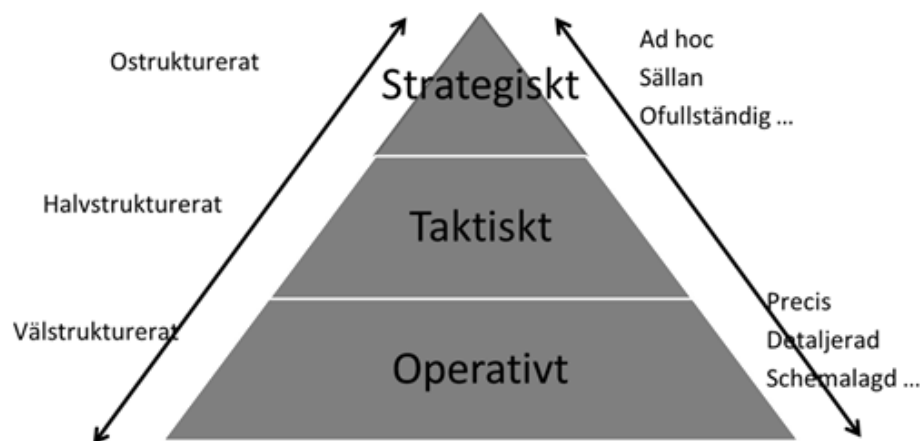 Ostrukturerat
Halvstrukturerat
Välstrukturerat
Strategiskt
Taktiskt
Operativt
Ad hoc
Sällan
Ofullständig ...
Precis
Detaljerad
Schemalagd ...